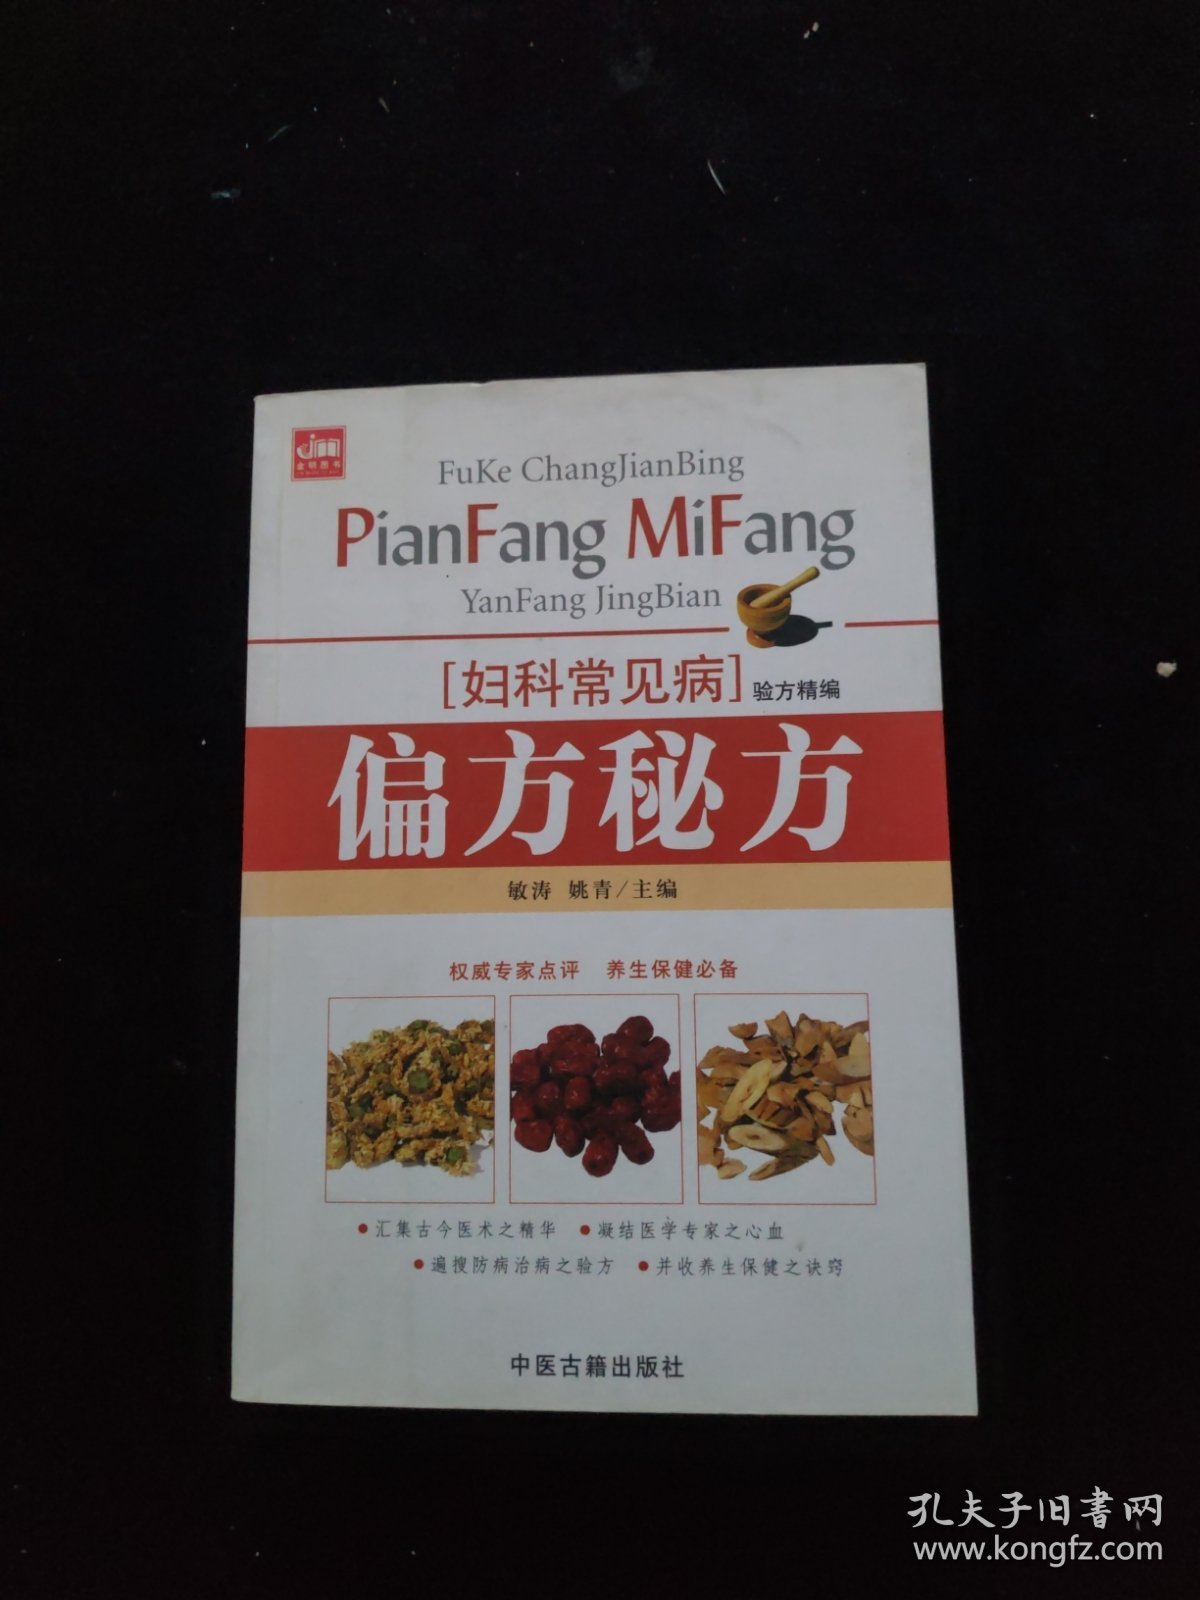 金明图书
FuKe ChangJianBing
PianFang MiFang
YanFang JingBian
[妇科常见病] 验方精编
偏方秘方
敏涛 姚青/主编
权威专家点评 养生保健必备
●汇集古今医术之精华 ●凝结医学专家之心血
●遍搜防病治病之验方 ●并收养生保健之诀窍
中医古籍出版社
孔夫子旧书网
www.kongfz.com